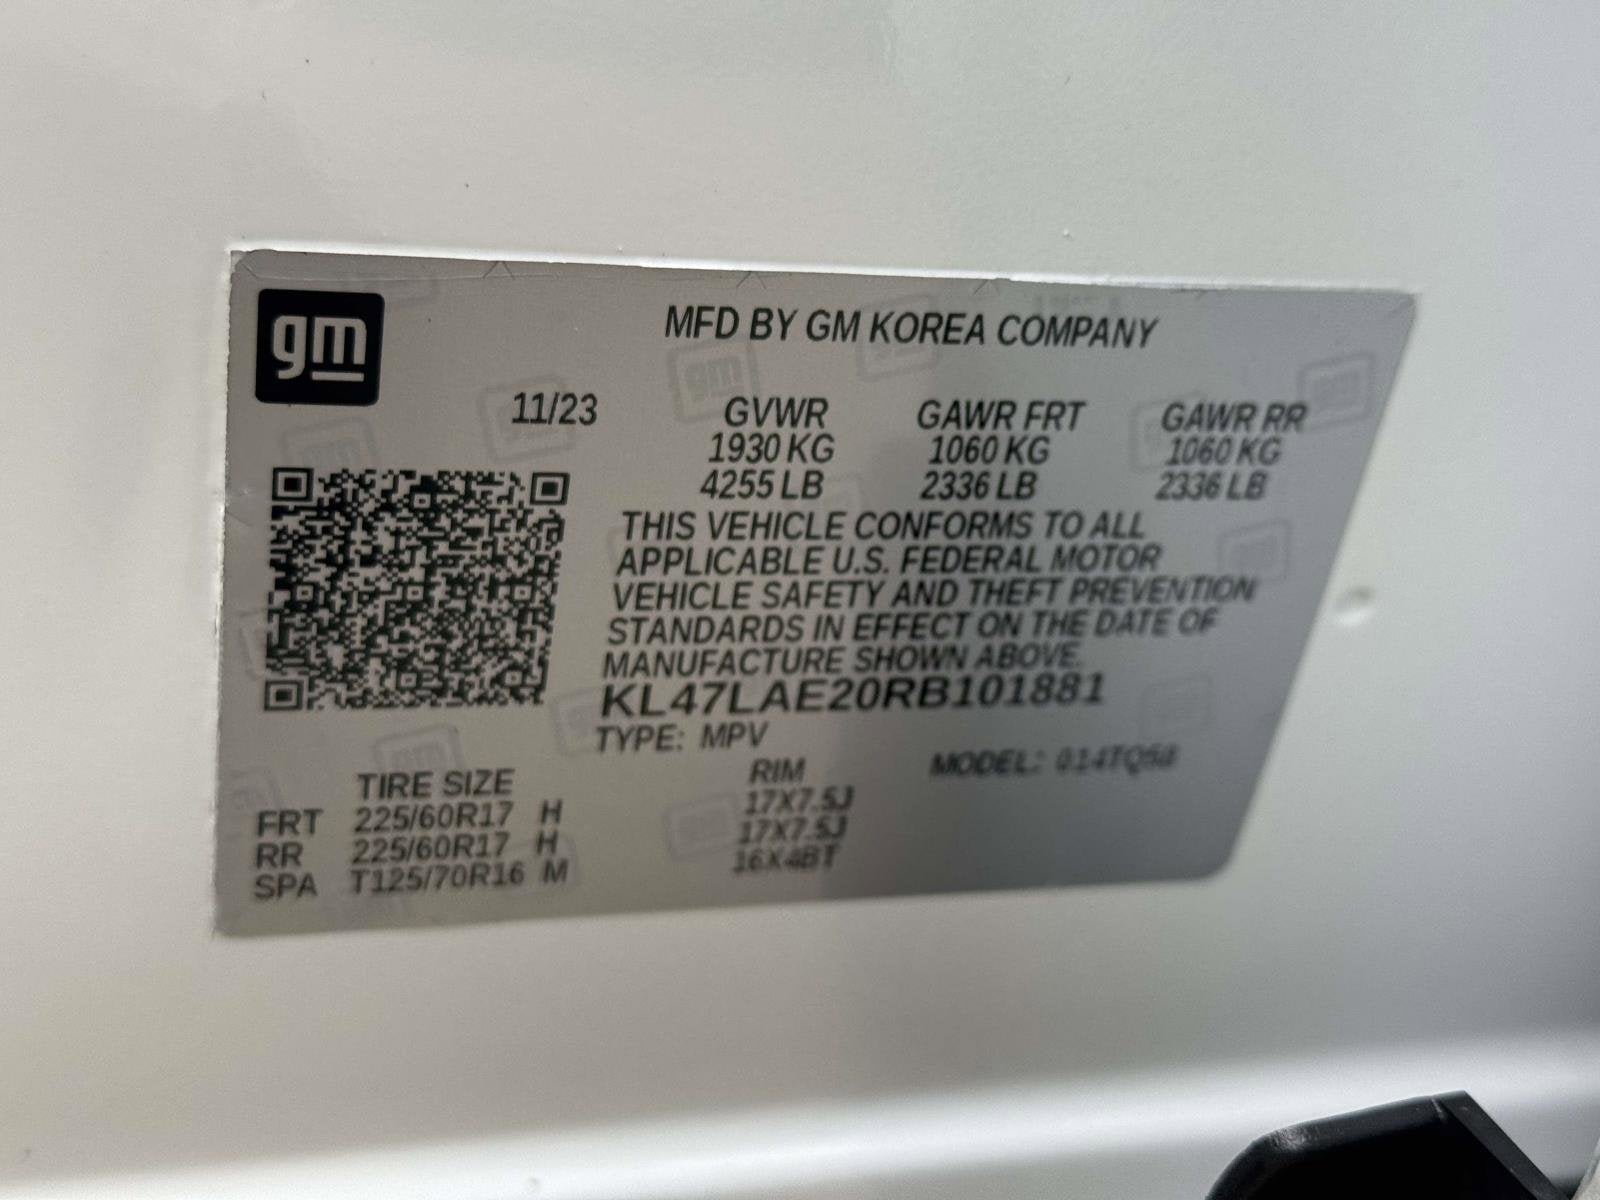 gm
MFD BY GM KOREA COMPANY
11/23 GVWR GAWR FRT GAWR RR
1930 KG 1060 KG 1060 KG
4255 LB 2336 LB 2336 LB
THIS VEHICLE CONFORMS TO ALL
APPLICABLE U.S. FEDERAL MOTOR
VEHICLE SAFETY AND THEFT PREVENTION
STANDARDS IN EFFECT ON THE DATE OF
MANUFACTURE SHOWN ABOVE.
KL47LAE20RB101881
TYPE: MPV
MODEL: 014TQ58
TIRE SIZE RIM
FRT 225/60R17 H 17X7.5J
RR 225/60R17 H 17X7.5J
SPA T125/70R16 M 16X4BT